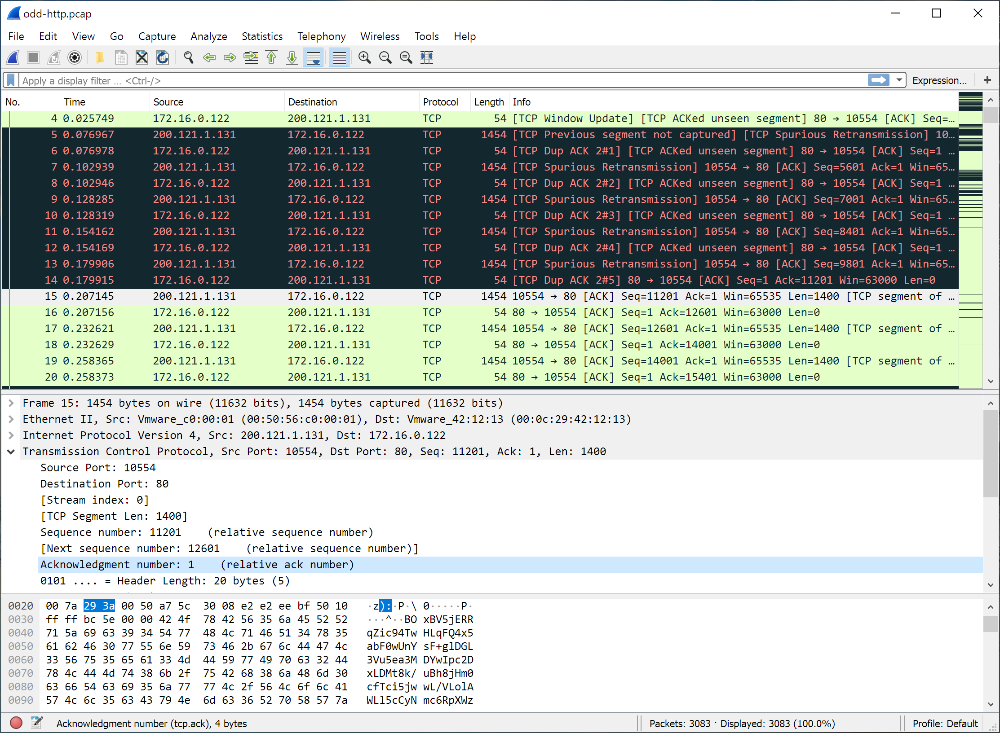 odd-http.pcap
File Edit View Go Capture Analyze Statistics Telephony Wireless Tools Help
Apply a display filter ... <Ctrl-/> Expression... +
No. Time Source Destination Protocol Length Info
4 0.025749 172.16.0.122 200.121.1.131 TCP 54 [TCP Window Update] [TCP ACKed unseen segment] 80 → 10554 [ACK] Seq=…
5 0.076967 200.121.1.131 172.16.0.122 TCP 1454 [TCP Previous segment not captured] [TCP Spurious Retransmission] 10…
6 0.076978 172.16.0.122 200.121.1.131 TCP 54 [TCP Dup ACK 2#1] [TCP ACKed unseen segment] 80 → 10554 [ACK] Seq=1 …
7 0.102939 200.121.1.131 172.16.0.122 TCP 1454 [TCP Spurious Retransmission] 10554 → 80 [ACK] Seq=5601 Ack=1 Win=65…
8 0.102946 172.16.0.122 200.121.1.131 TCP 54 [TCP Dup ACK 2#2] [TCP ACKed unseen segment] 80 → 10554 [ACK] Seq=1 …
9 0.128285 200.121.1.131 172.16.0.122 TCP 1454 [TCP Spurious Retransmission] 10554 → 80 [ACK] Seq=7001 Ack=1 Win=65…
10 0.128319 172.16.0.122 200.121.1.131 TCP 54 [TCP Dup ACK 2#3] [TCP ACKed unseen segment] 80 → 10554 [ACK] Seq=1 …
11 0.154162 200.121.1.131 172.16.0.122 TCP 1454 [TCP Spurious Retransmission] 10554 → 80 [ACK] Seq=8401 Ack=1 Win=65…
12 0.154169 172.16.0.122 200.121.1.131 TCP 54 [TCP Dup ACK 2#4] [TCP ACKed unseen segment] 80 → 10554 [ACK] Seq=1 …
13 0.179906 200.121.1.131 172.16.0.122 TCP 1454 [TCP Spurious Retransmission] 10554 → 80 [ACK] Seq=9801 Ack=1 Win=65…
14 0.179915 172.16.0.122 200.121.1.131 TCP 54 [TCP Dup ACK 2#5] 80 → 10554 [ACK] Seq=1 Ack=11201 Win=63000 Len=0
15 0.207145 200.121.1.131 172.16.0.122 TCP 1454 10554 → 80 [ACK] Seq=11201 Ack=1 Win=65535 Len=1400 [TCP segment of …
16 0.207156 172.16.0.122 200.121.1.131 TCP 54 80 → 10554 [ACK] Seq=1 Ack=12601 Win=63000 Len=0
17 0.232621 200.121.1.131 172.16.0.122 TCP 1454 10554 → 80 [ACK] Seq=12601 Ack=1 Win=65535 Len=1400 [TCP segment of …
18 0.232629 172.16.0.122 200.121.1.131 TCP 54 80 → 10554 [ACK] Seq=1 Ack=14001 Win=63000 Len=0
19 0.258365 200.121.1.131 172.16.0.122 TCP 1454 10554 → 80 [ACK] Seq=14001 Ack=1 Win=65535 Len=1400 [TCP segment of …
20 0.258373 172.16.0.122 200.121.1.131 TCP 54 80 → 10554 [ACK] Seq=1 Ack=15401 Win=63000 Len=0
Frame 15: 1454 bytes on wire (11632 bits), 1454 bytes captured (11632 bits)
Ethernet II, Src: Vmware_c0:00:01 (00:50:56:c0:00:01), Dst: Vmware_42:12:13 (00:0c:29:42:12:13)
Internet Protocol Version 4, Src: 200.121.1.131, Dst: 172.16.0.122
Transmission Control Protocol, Src Port: 10554, Dst Port: 80, Seq: 11201, Ack: 1, Len: 1400
Source Port: 10554
Destination Port: 80
[Stream index: 0]
[TCP Segment Len: 1400]
Sequence number: 11201 (relative sequence number)
[Next sequence number: 12601 (relative sequence number)]
Acknowledgment number: 1 (relative ack number)
0101 .... = Header Length: 20 bytes (5)
0020 00 7a 29 3a 00 50 a7 5c 30 08 e2 e2 ee bf 50 10 ·z):·P·\ 0·····P·
0030 ff ff bc 5e 00 00 42 4f 78 42 56 35 6a 45 52 52 ···^··BO xBV5jERR
0040 71 5a 69 63 39 34 54 77 48 4c 71 46 51 34 78 35 qZic94Tw HLqFQ4x5
0050 61 62 46 30 77 55 6e 59 73 46 2b 67 6c 44 47 4c abF0wUnY sF+glDGL
0060 33 56 75 35 65 61 33 4d 44 59 77 49 70 63 32 44 3Vu5ea3M DYwIpc2D
0070 78 4c 44 4d 74 38 6b 2f 75 42 68 38 6a 48 6d 30 xLDMt8k/ uBh8jHm0
0080 63 66 54 63 69 35 6a 77 77 4c 2f 56 4c 6f 6c 41 cfTci5jw wL/VLolA
0090 57 4c 6c 35 63 43 79 4e 6d 63 36 52 70 58 57 7a WLl5cCyN mc6RpXWz
Acknowledgment number (tcp.ack), 4 bytes Packets: 3083 · Displayed: 3083 (100.0%) Profile: Default